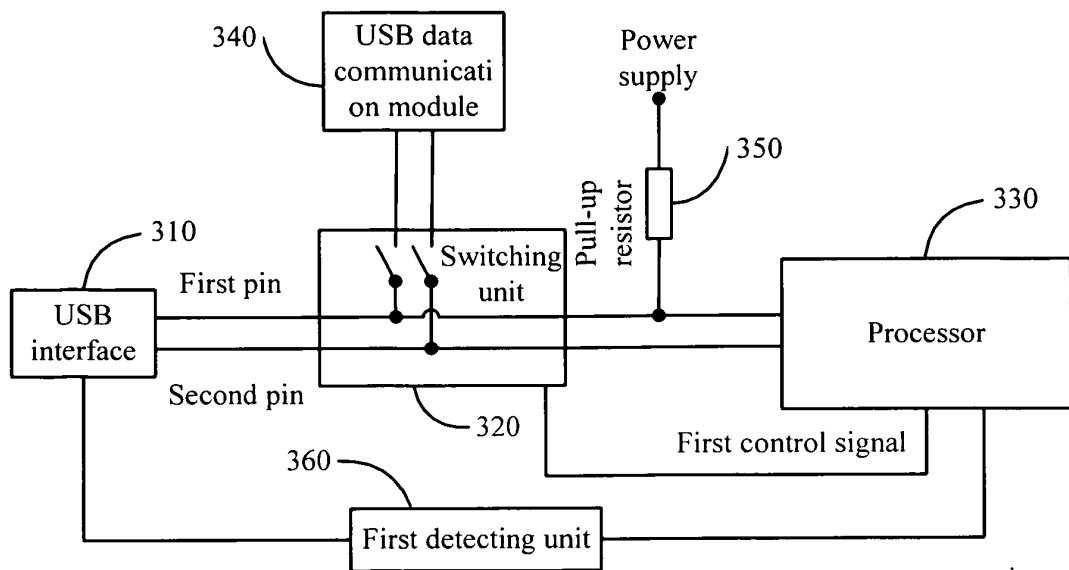 340
USB data
communicati
on module
Power
supply
350
Pull-up
resistor
330
310
Switching
unit
First pin
USB
interface
Processor
Second pin
320
First control signal
360
First detecting unit